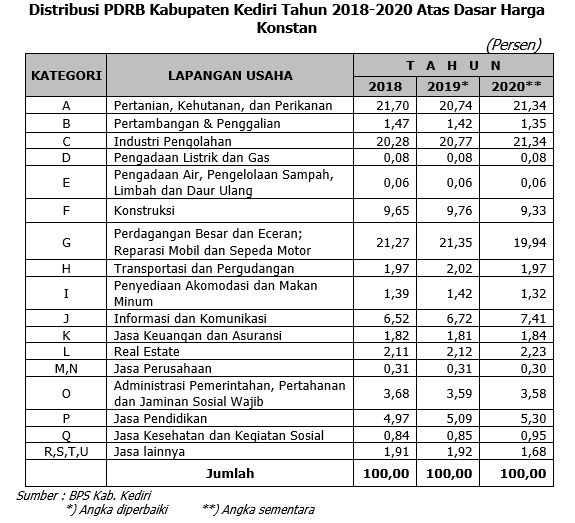 Distribusi PDRB Kabupaten Kediri Tahun 2018-2020 Atas Dasar Harga
Konstan
(Persen)
KATEGORI LAPANGAN USAHA T A H U N
2018 2019* 2020**
A Pertanian, Kehutanan, dan Perikanan 21,70 20,74 21,34
B Pertambangan & Penggalian 1,47 1,42 1,35
C Industri Pengolahan 20,28 20,77 21,34
D Pengadaan Listrik dan Gas 0,08 0,08 0,08
E Pengadaan Air, Pengelolaan Sampah,
Limbah dan Daur Ulang 0,06 0,06 0,06
F Konstruksi 9,65 9,76 9,33
G Perdagangan Besar dan Eceran;
Reparasi Mobil dan Sepeda Motor 21,27 21,35 19,94
H Transportasi dan Pergudangan 1,97 2,02 1,97
I Penyediaan Akomodasi dan Makan
Minum 1,39 1,42 1,32
J Informasi dan Komunikasi 6,52 6,72 7,41
K Jasa Keuangan dan Asuransi 1,82 1,81 1,84
L Real Estate 2,11 2,12 2,23
M,N Jasa Perusahaan 0,31 0,31 0,30
O Administrasi Pemerintahan, Pertahanan
dan Jaminan Sosial Wajib 3,68 3,59 3,58
P Jasa Pendidikan 4,97 5,09 5,30
Q Jasa Kesehatan dan Kegiatan Sosial 0,84 0,85 0,95
R,S,T,U Jasa lainnya 1,91 1,92 1,68
Jumlah 100,00 100,00 100,00
Sumber : BPS Kab. Kediri
*) Angka diperbaiki **) Angka sementara